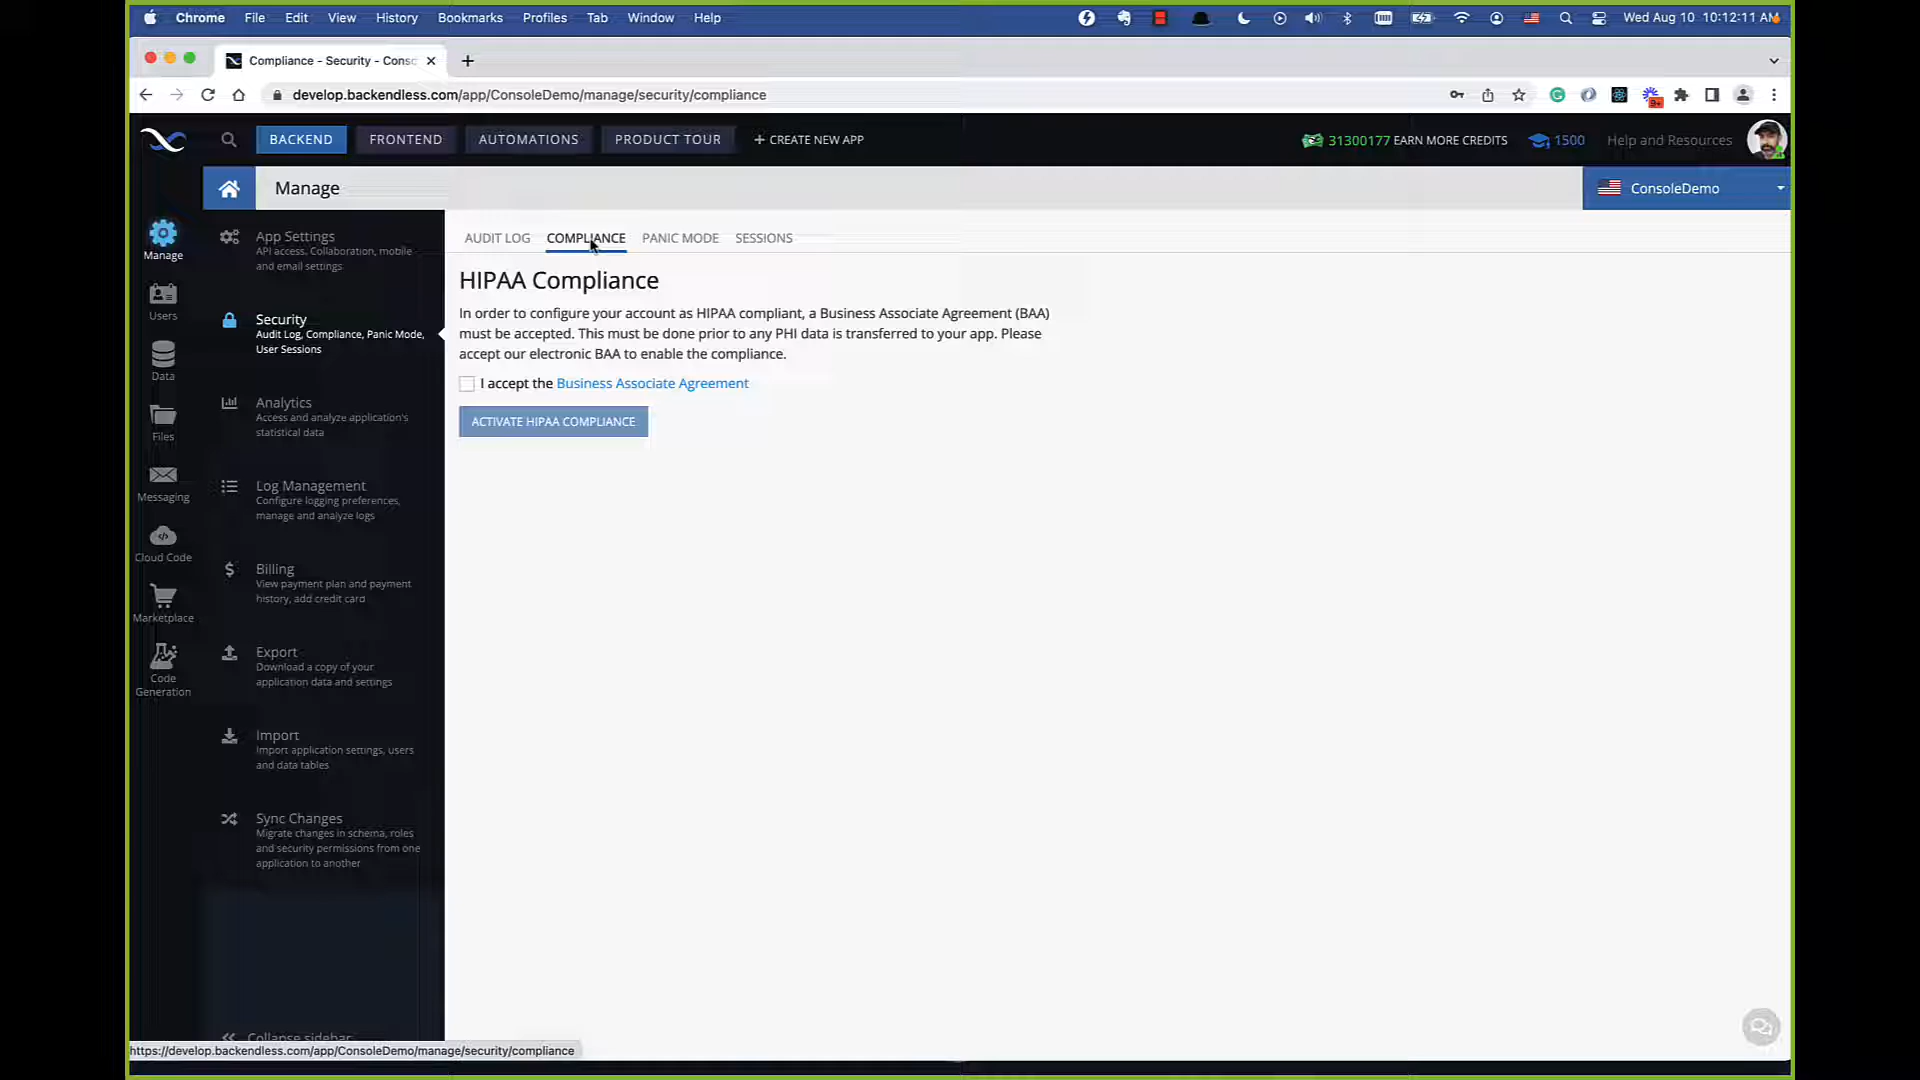 Chrome File Edit View History Bookmarks Profiles Tab Window Help
Wed Aug 10 10:12:11 AM
Compliance - Security - Consc
develop.backendless.com/app/ConsoleDemo/manage/security/compliance
9+
BACKEND FRONTEND AUTOMATIONS PRODUCT TOUR + CREATE NEW APP
31300177 EARN MORE CREDITS 1500 Help and Resources
Manage
ConsoleDemo
Manage
Users
Data
Files
Messaging
Cloud Code
Marketplace
Code
Generation
App Settings
API access, Collaboration, mobile
and email settings
Security
Audit Log, Compliance, Panic Mode,
User Sessions
Analytics
Access and analyze application's
statistical data
Log Management
Configure logging preferences,
manage and analyze logs
Billing
View payment plan and payment
history, add credit card
Export
Download a copy of your
application data and settings
Import
Import application settings, users
and data tables
Sync Changes
Migrate changes in schema, roles
and security permissions from one
application to another
Collapse sidebar
AUDIT LOG COMPLIANCE PANIC MODE SESSIONS
HIPAA Compliance
In order to configure your account as HIPAA compliant, a Business Associate Agreement (BAA)
must be accepted. This must be done prior to any PHI data is transferred to your app. Please
accept our electronic BAA to enable the compliance.
I accept the Business Associate Agreement
ACTIVATE HIPAA COMPLIANCE
https://develop.backendless.com/app/ConsoleDemo/manage/security/compliance